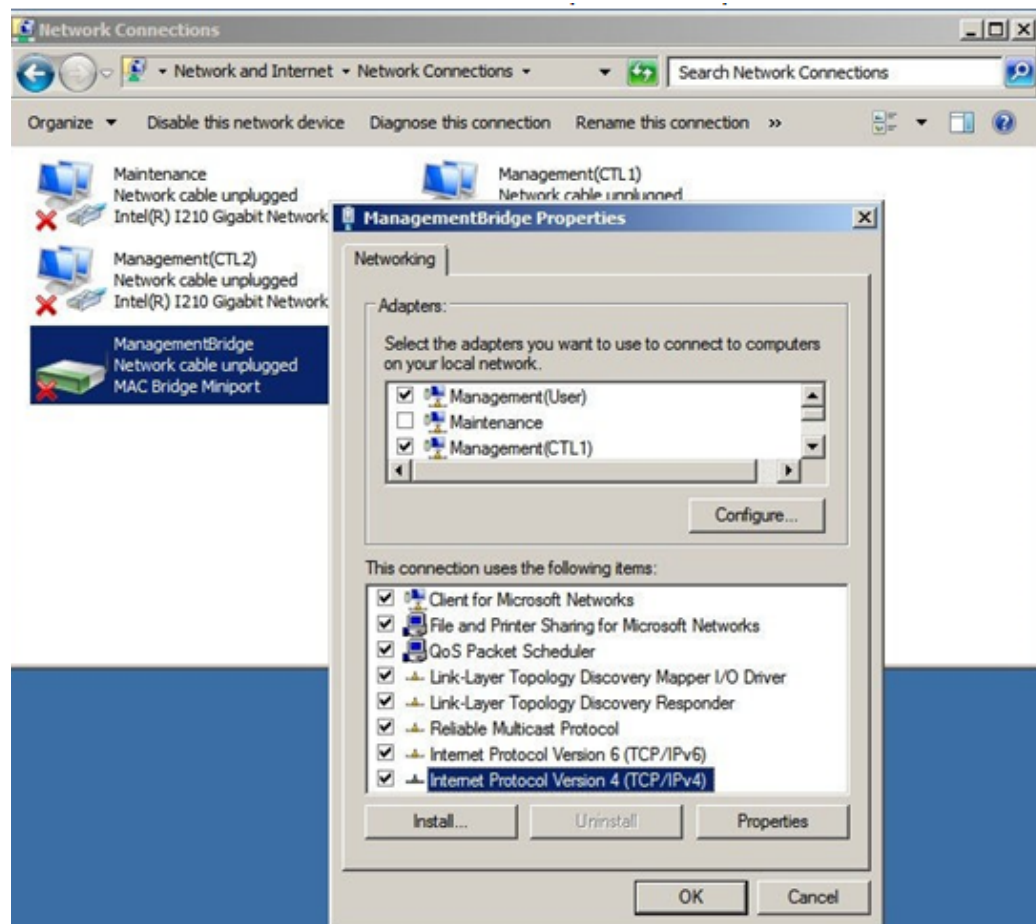 Network Connections
Network and Internet Network Connections
Search Network Connections
Organize
Disable this network device
Diagnose this connection
Rename this connection
»
Maintenance
Network cable unplugged
Intel(R) I210 Gigabit Network
Management(CTL1)
Network cable unplugged
Management(CTL2)
Network cable unplugged
Intel(R) I210 Gigabit Network
ManagementBridge
Network cable unplugged
MAC Bridge Miniport
ManagementBridge Properties
Networking
Adapters:
Select the adapters you want to use to connect to computers
on your local network.
Management(User)
Maintenance
Management(CTL1)
Configure...
This connection uses the following items:
Client for Microsoft Networks
File and Printer Sharing for Microsoft Networks
QoS Packet Scheduler
Link-Layer Topology Discovery Mapper I/O Driver
Link-Layer Topology Discovery Responder
Reliable Multicast Protocol
Internet Protocol Version 6 (TCP/IPv6)
Internet Protocol Version 4 (TCP/IPv4)
Install...
Uninstall
Properties
OK
Cancel